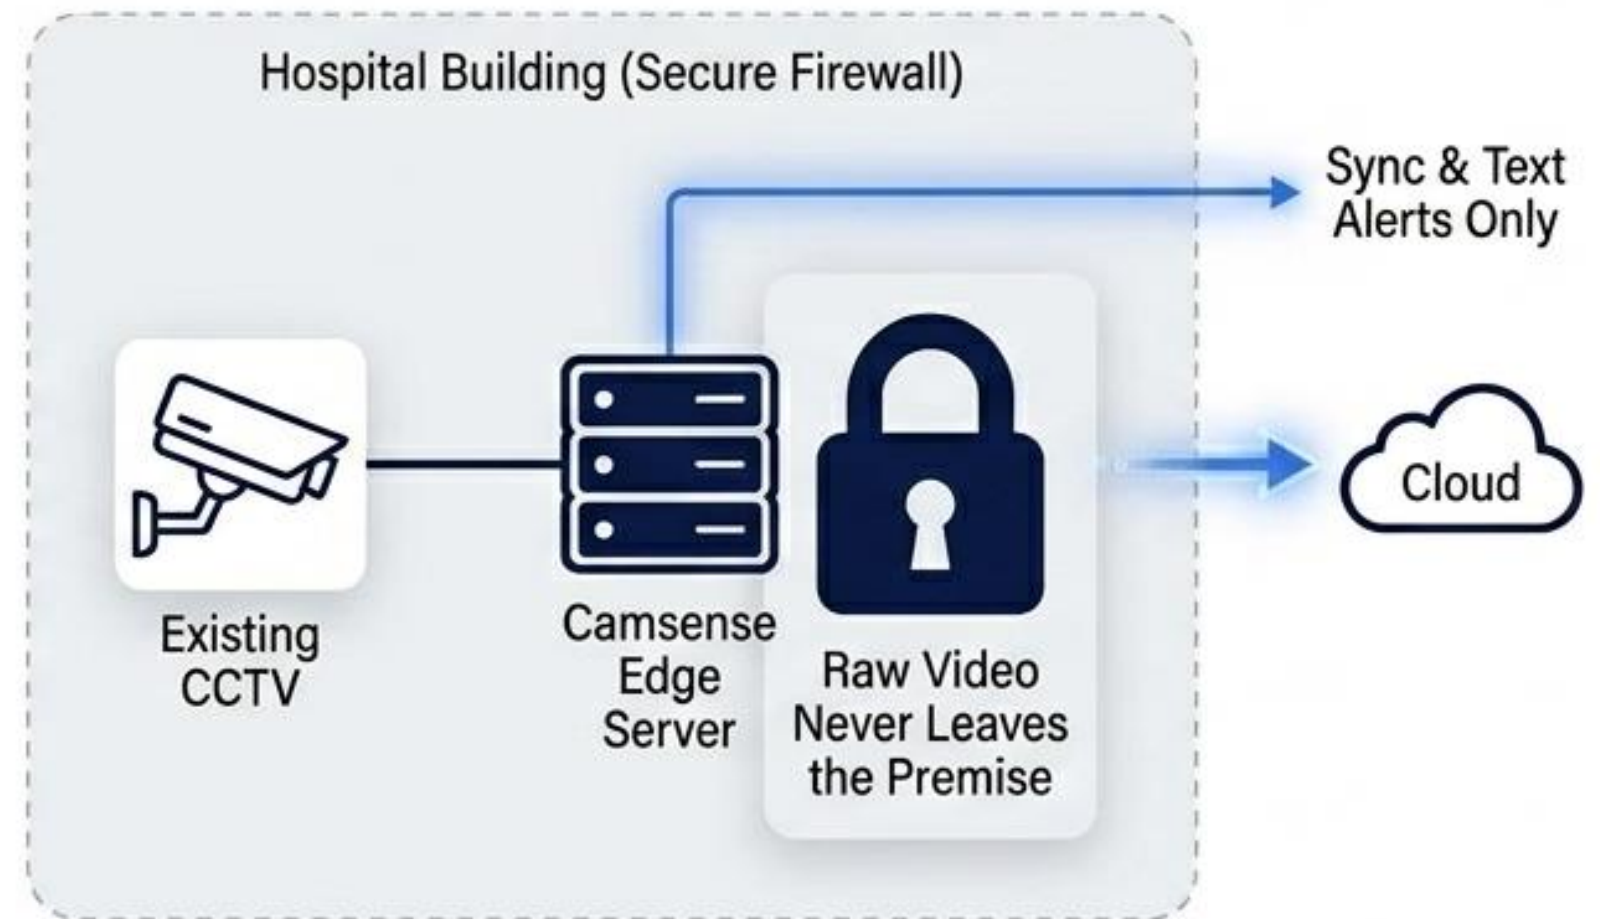 Hospital Building (Secure Firewall)
Sync & Text
Alerts Only
Cloud
Existing
CCTV
Camsense
Edge
Server
Raw Video
Never Leaves
the Premise